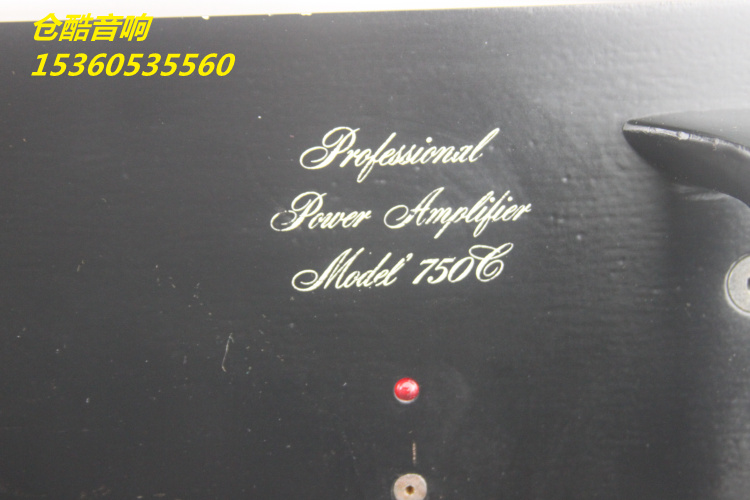 仓酷音响
15360535560
Professional
Power Amplifier
Model 750C